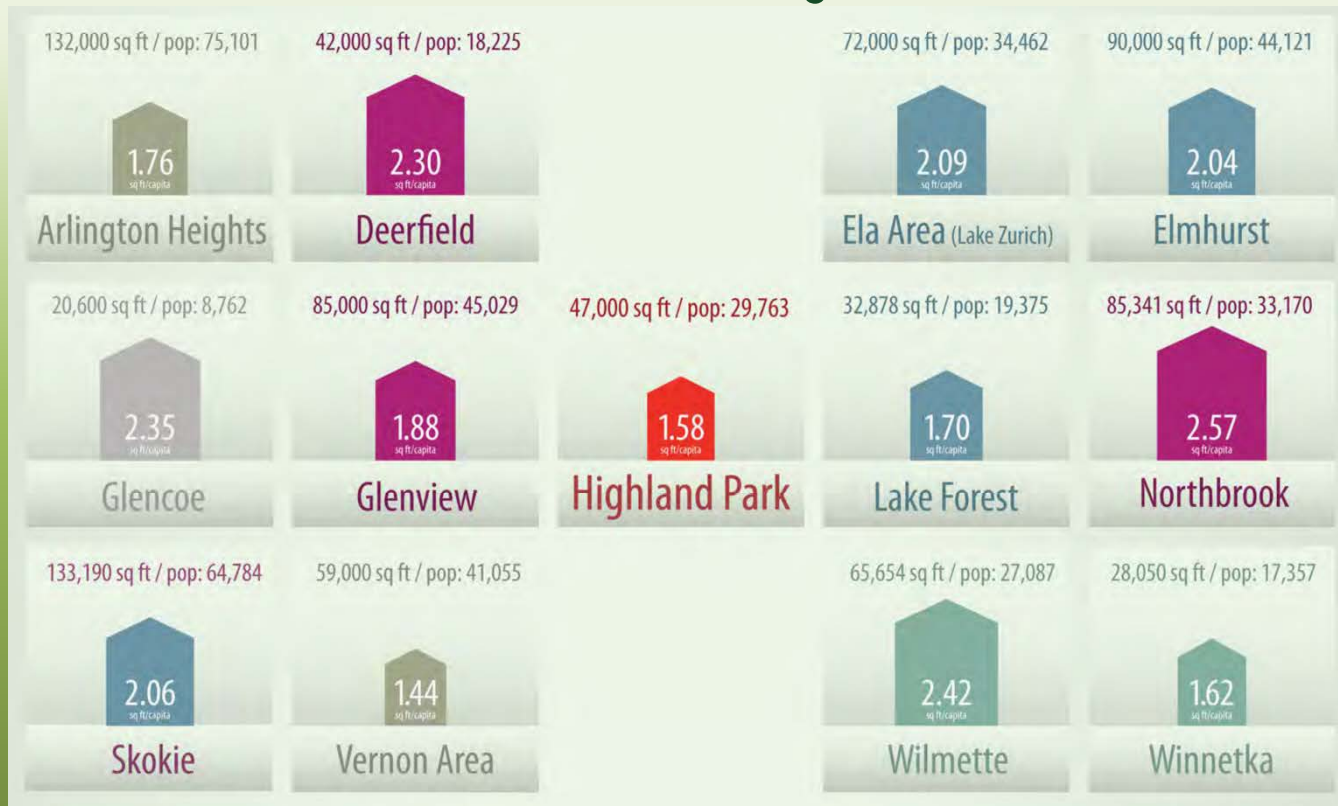 132,000 sq ft / pop: 75,101
1.76
sq ft/capita
Arlington Heights
42,000 sq ft / pop: 18,225
2.30
sq ft/capita
Deerfield
72,000 sq ft / pop: 34,462
2.09
sq ft/capita
Ela Area (Lake Zurich)
90,000 sq ft / pop: 44,121
2.04
sq ft/capita
Elmhurst
20,600 sq ft / pop: 8,762
2.35
sq ft/capita
Glencoe
85,000 sq ft / pop: 45,029
1.88
sq ft/capita
Glenview
47,000 sq ft / pop: 29,763
1.58
sq ft/capita
Highland Park
32,878 sq ft / pop: 19,375
1.70
sq ft/capita
Lake Forest
85,341 sq ft / pop: 33,170
2.57
sq ft/capita
Northbrook
133,190 sq ft / pop: 64,784
2.06
sq ft/capita
Skokie
59,000 sq ft / pop: 41,055
1.44
sq ft/capita
Vernon Area
65,654 sq ft / pop: 27,087
2.42
sq ft/capita
Wilmette
28,050 sq ft / pop: 17,357
1.62
sq ft/capita
Winnetka